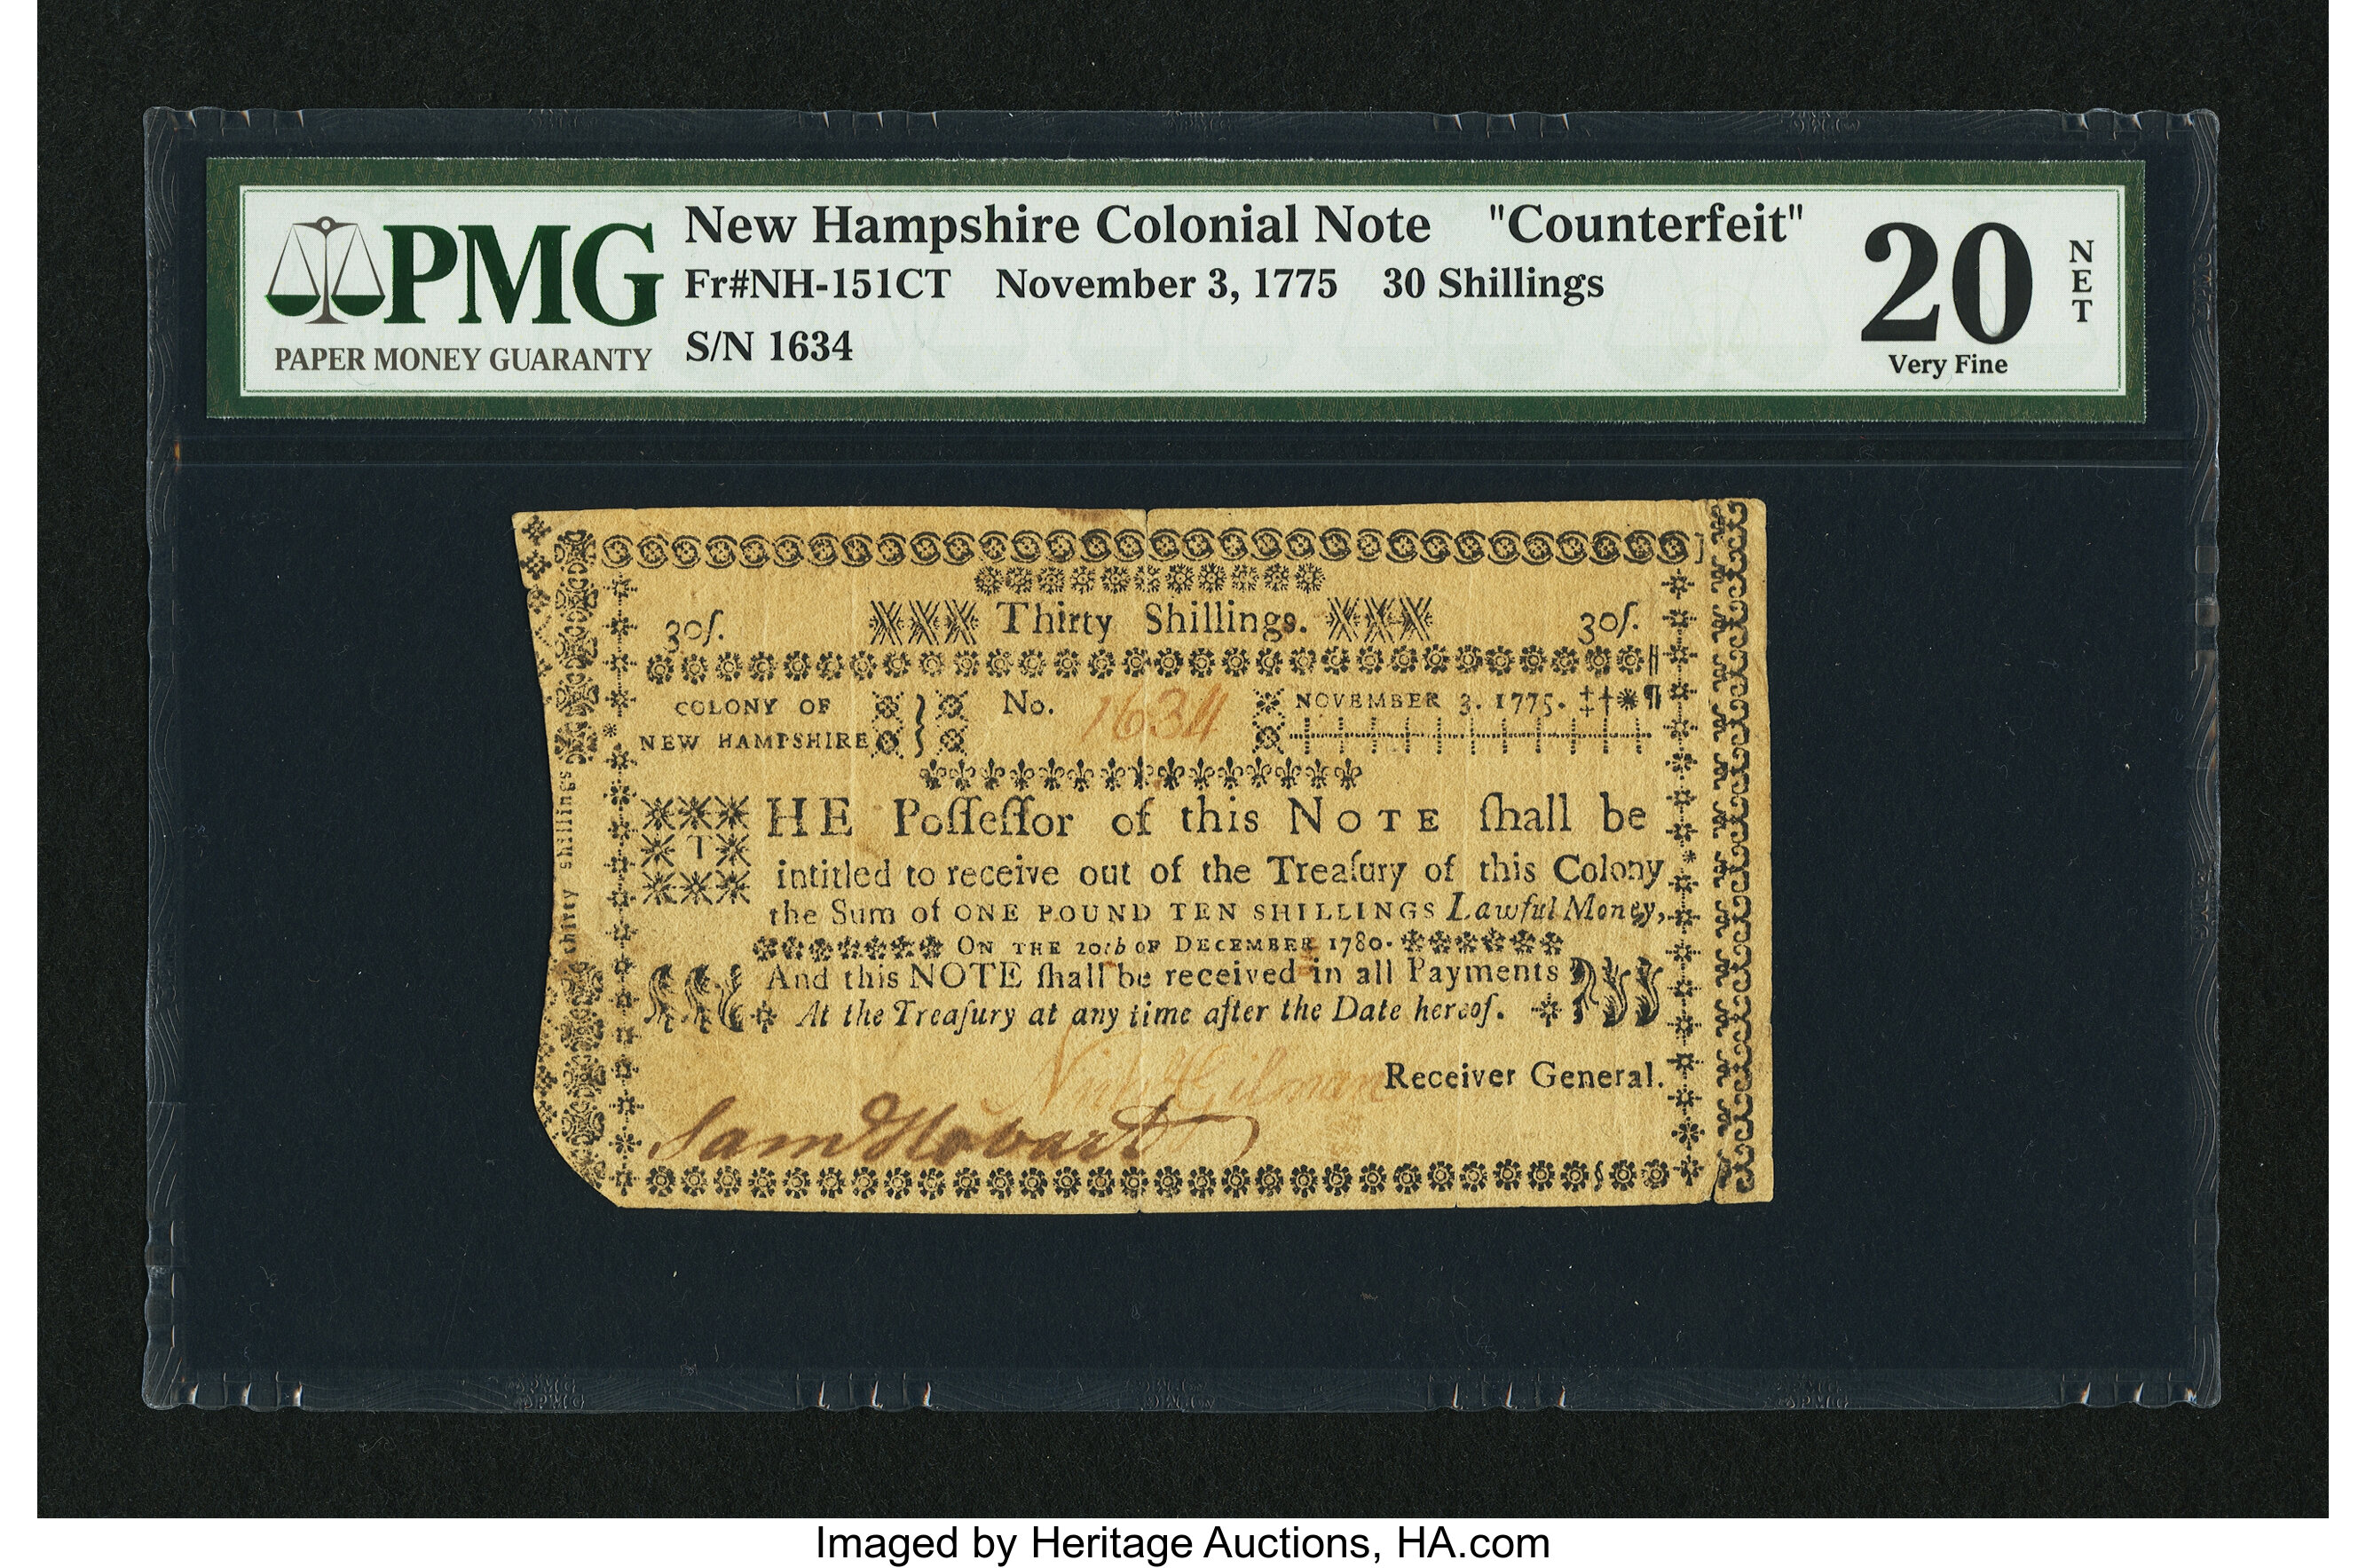 PMG
PAPER MONEY GUARANTY
New Hampshire Colonial Note "Counterfeit"
Fr#NH-151CT November 3, 1775 30 Shillings
S/N 1634
20
NET
Very Fine
30ſ. Thirty Shillings. 30ſ.
COLONY OF
NEW HAMPSHIRE
No. 1634
NOVEMBER 3. 1775. ‡†*¶
THE Poſſeſſor of this NOTE ſhall be
intitled to receive out of the Treaſury of this Colony
the Sum of ONE POUND TEN SHILLINGS Lawful Money,
ON THE 20th OF DECEMBER 1780.
And this NOTE ſhall be received in all Payments
At the Treaſury at any time after the Date hereof.
Receiver General.
Sam Hobart
thirty shillings
Imaged by Heritage Auctions, HA.com